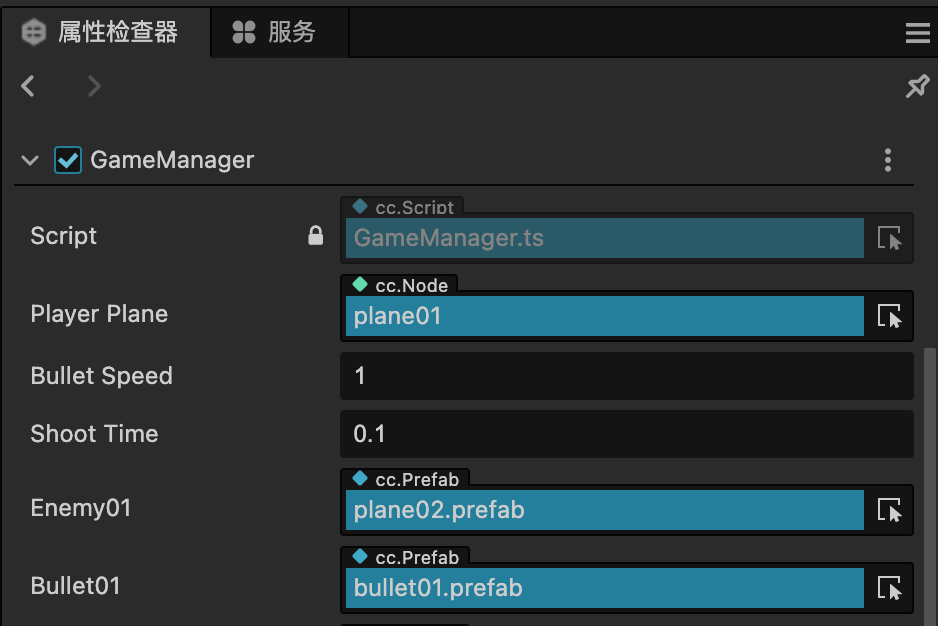 属性检查器
服务
GameManager
cc.Script
Script
GameManager.ts
cc.Node
Player Plane
plane01
Bullet Speed
1
Shoot Time
0.1
cc.Prefab
Enemy01
plane02.prefab
cc.Prefab
Bullet01
bullet01.prefab